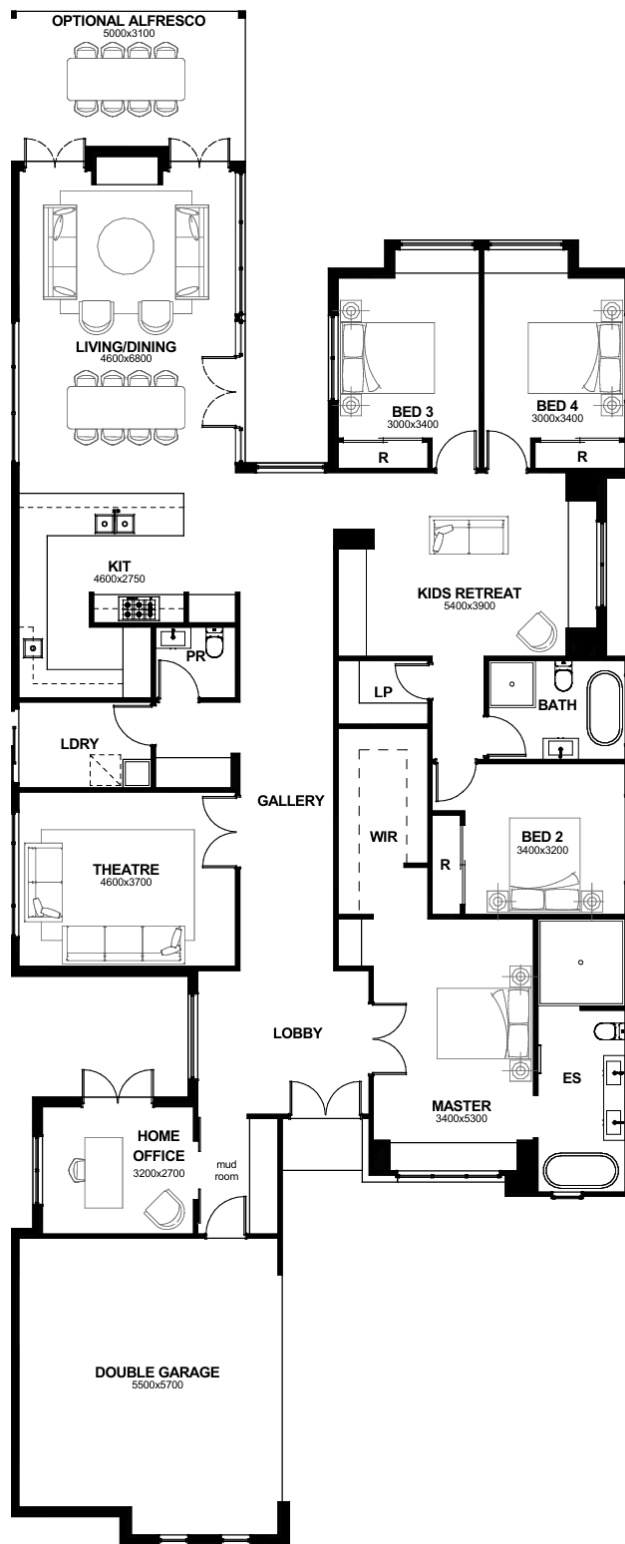 OPTIONAL ALFRESCO
5000x3100
LIVING/DINING
4600x6800
BED 3
3000x3400
BED 4
3000x3400
R
R
KIT
4600x2750
KIDS RETREAT
5400x3900
PR
LP
BATH
LDRY
GALLERY
WIR
BED 2
3400x3200
R
THEATRE
4600x3700
LOBBY
MASTER
3400x5300
ES
HOME
OFFICE
3200x2700
mud
room
DOUBLE GARAGE
5500x5700